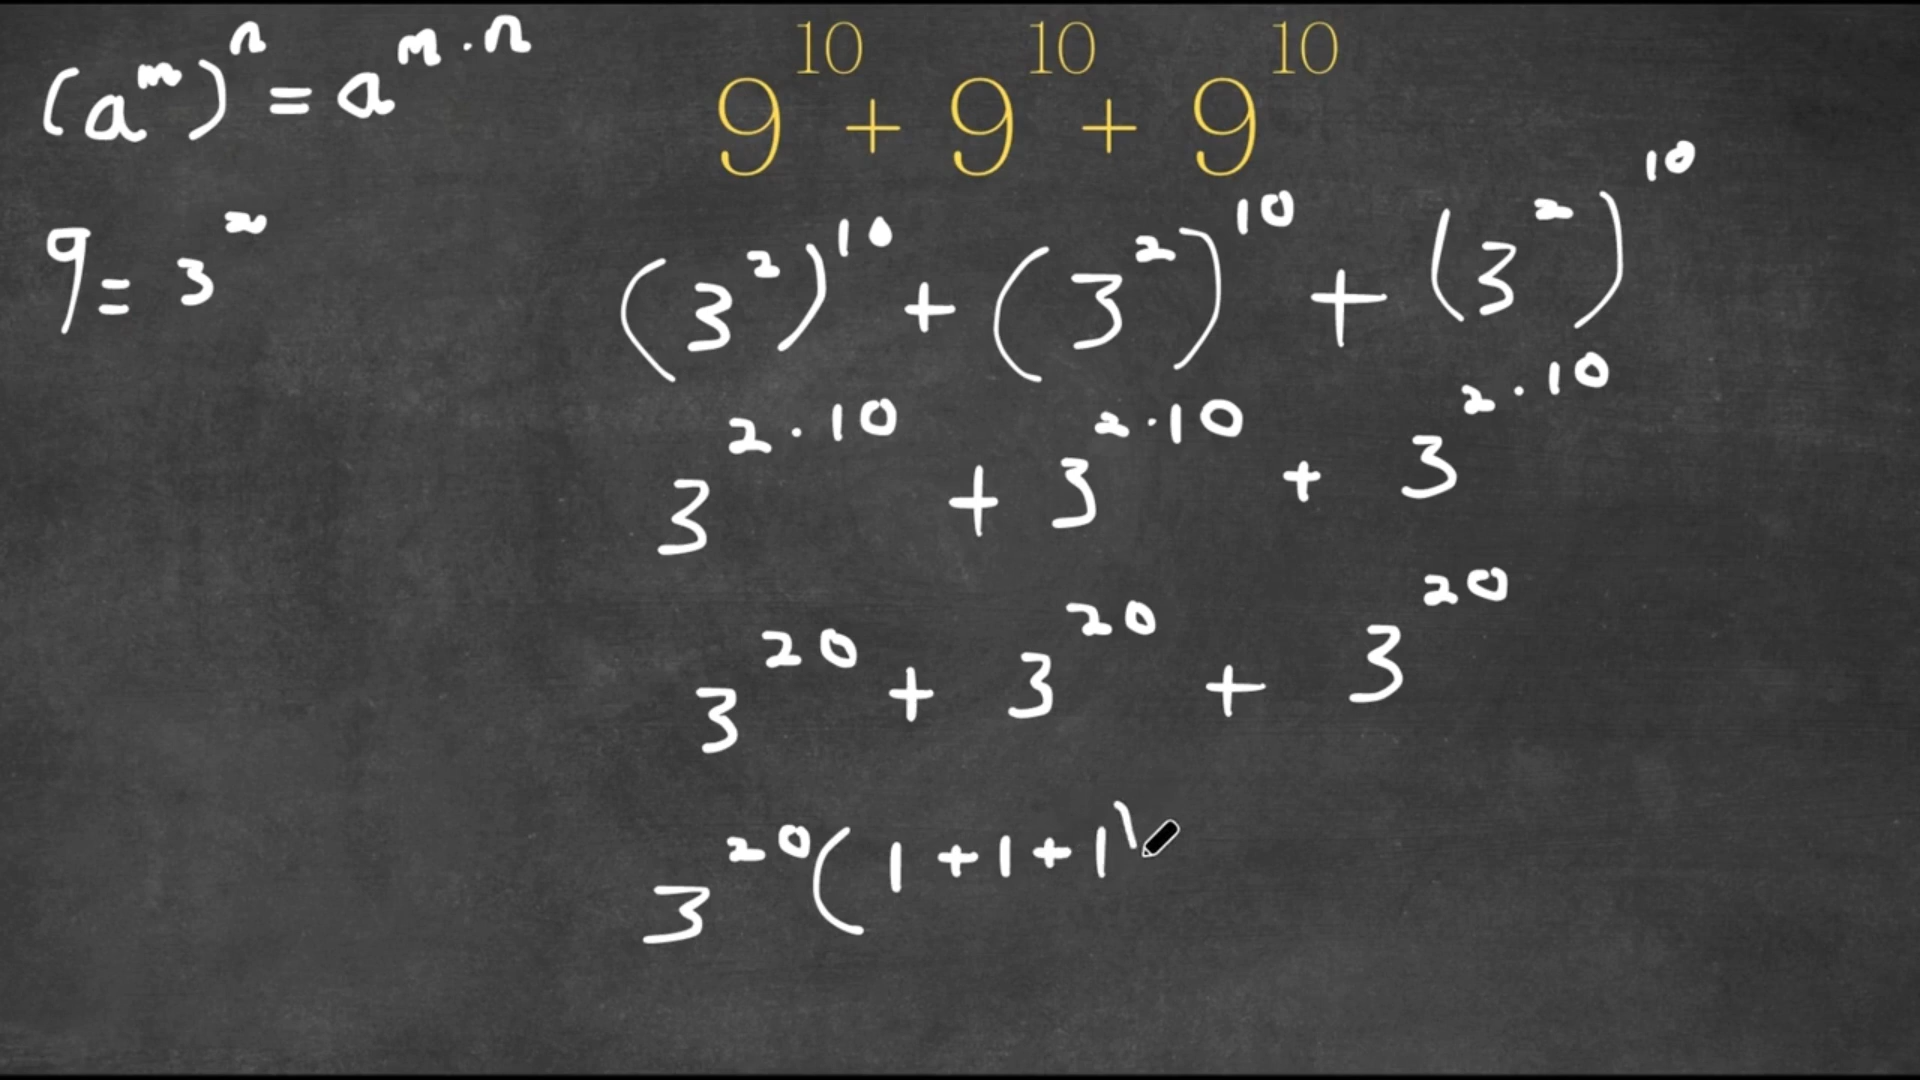 (a^m)^n = a^{m·n}
9^{10} + 9^{10} + 9^{10}
9 = 3^2
(3^2)^{10} + (3^2)^{10} + (3^2)^{10}
3^{2·10} + 3^{2·10} + 3^{2·10}
3^{20} + 3^{20} + 3^{20}
3^{20}(1+1+1)